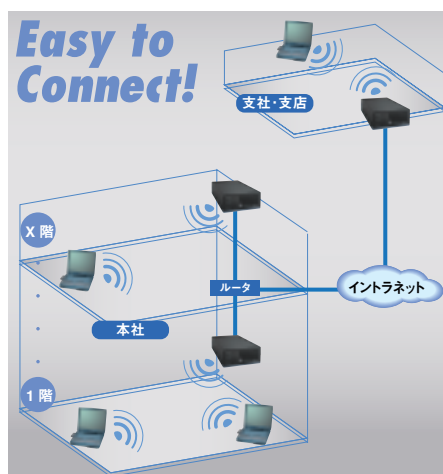 Easy to
Connect!
支社・支店
X 階
ルータ
イントラネット
本社
1 階